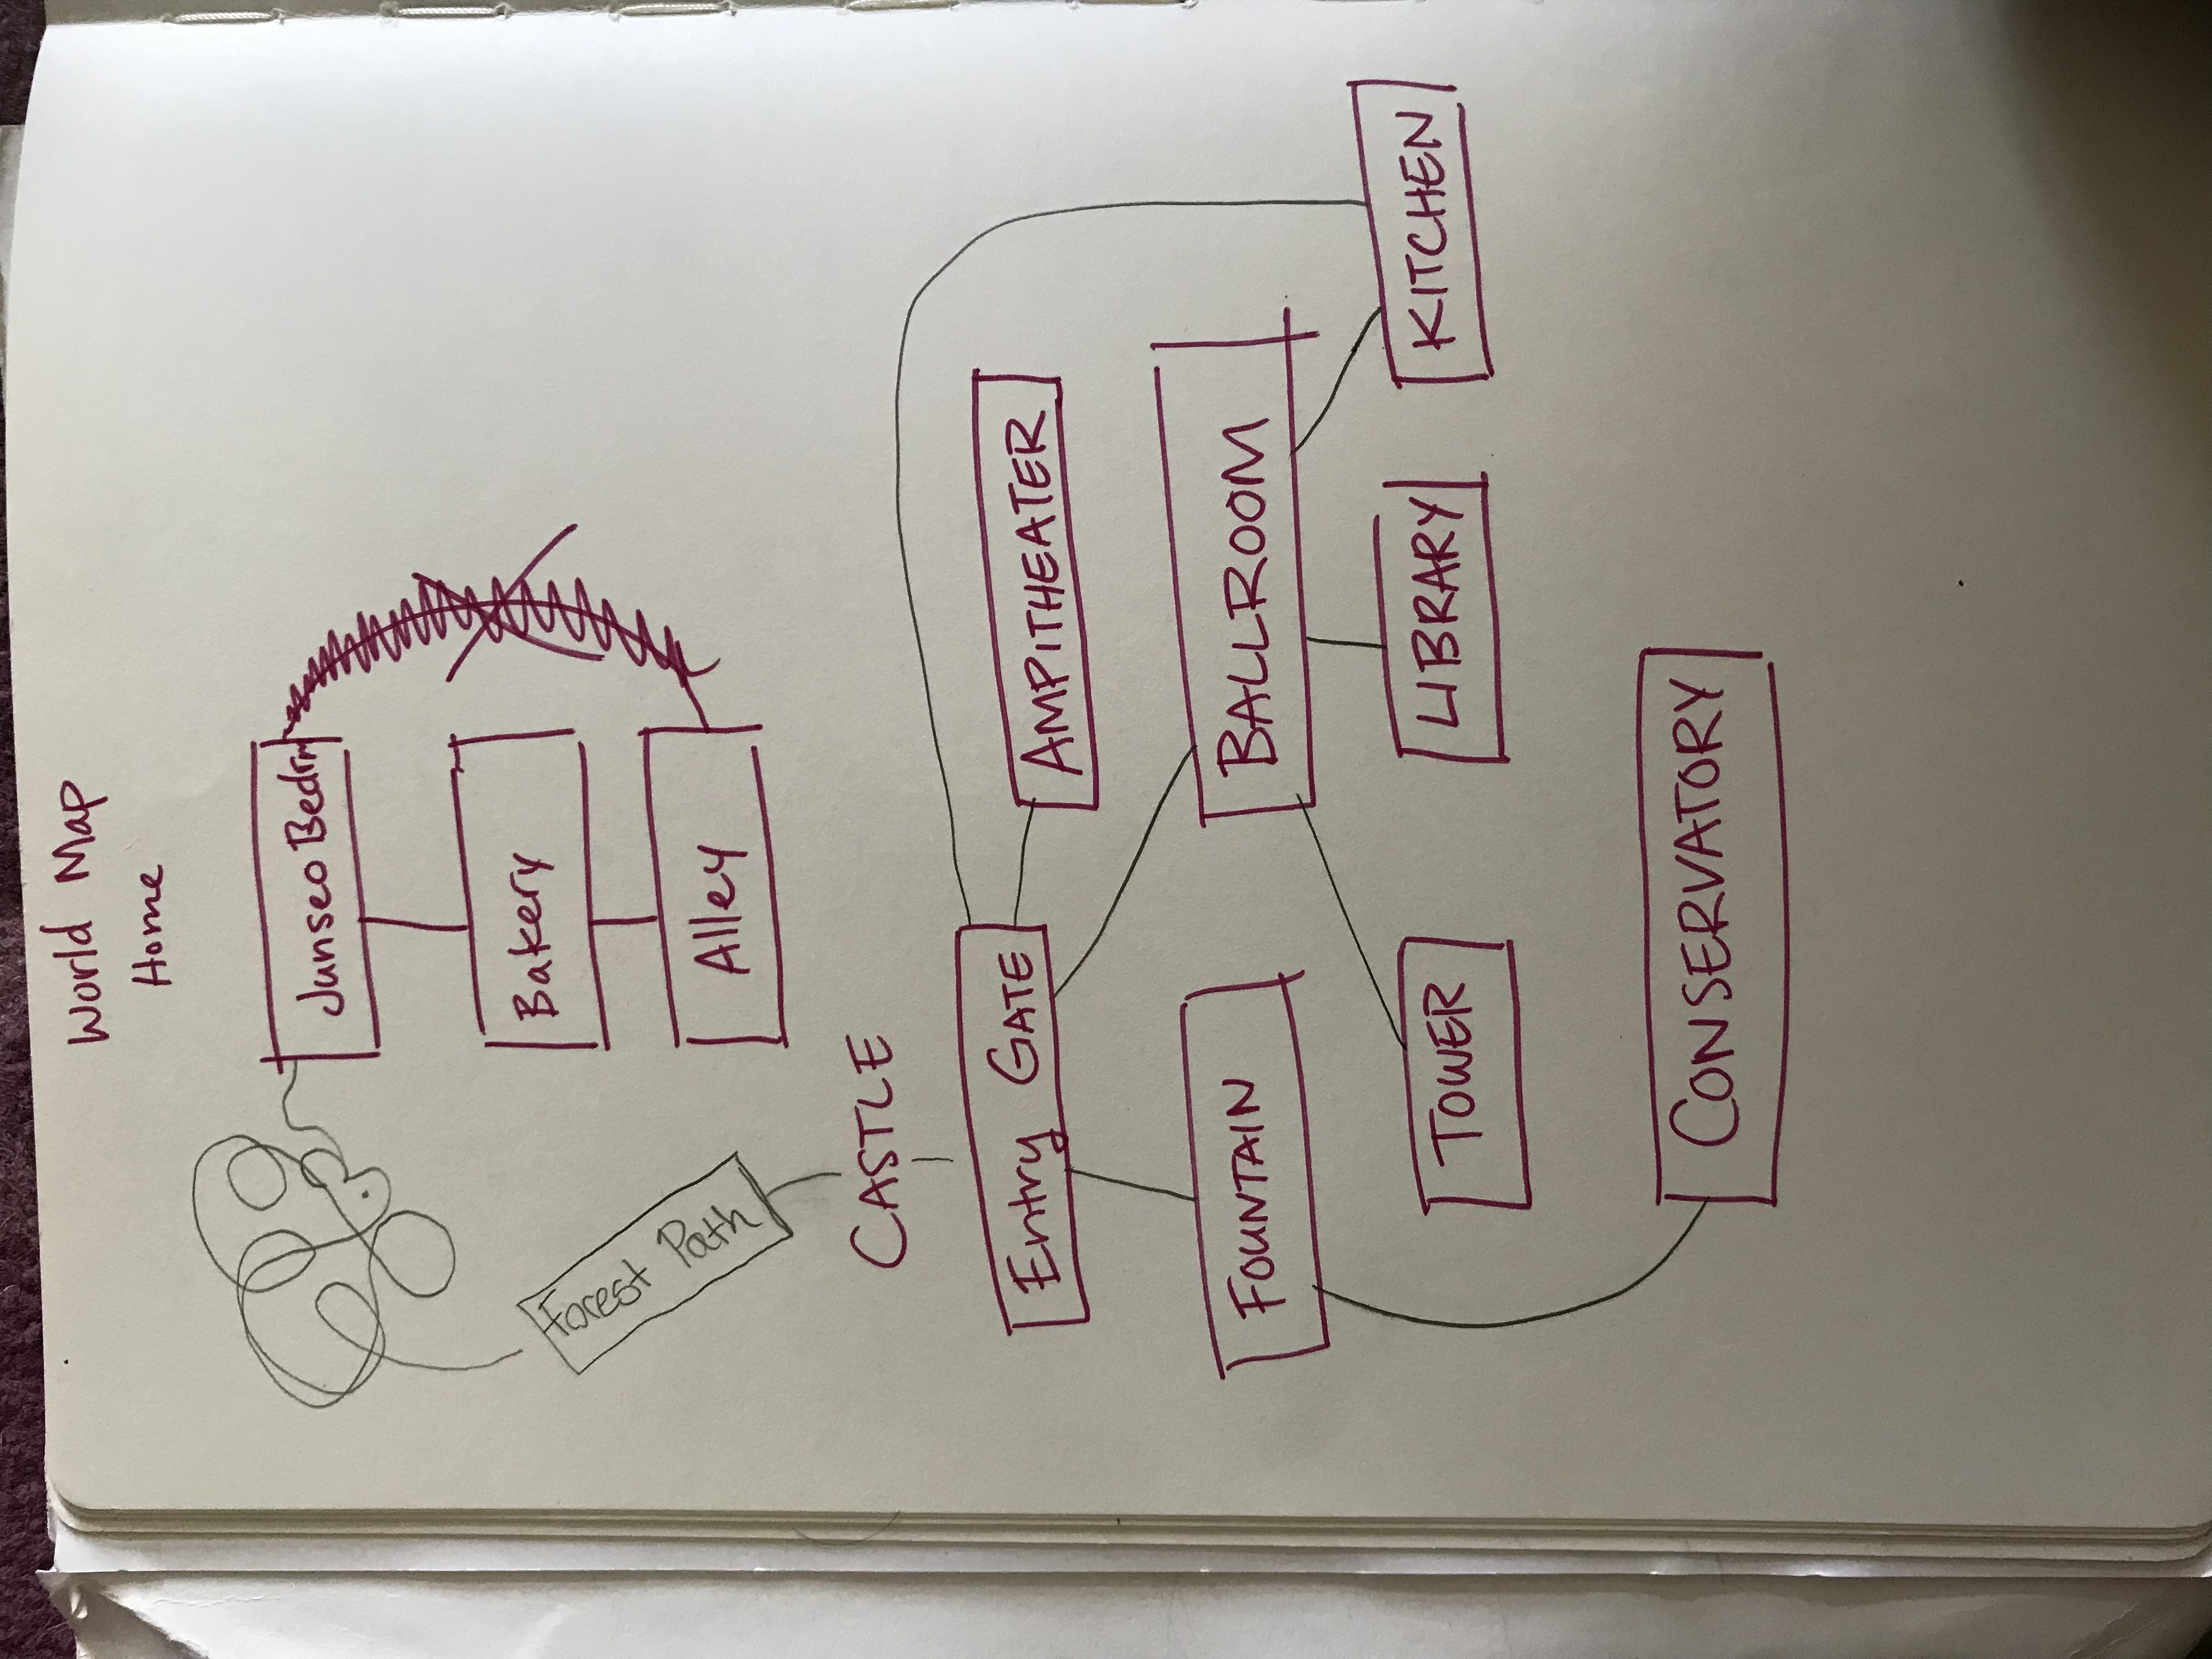 World Map
Home
Junseo Bedrm
Bakery
Forest Path
Alley
CASTLE
Entry GATE
AMPITHEATER
FOUNTAIN
BALLROOM
TOWER
LIBRARY
KITCHEN
CONSERVATORY